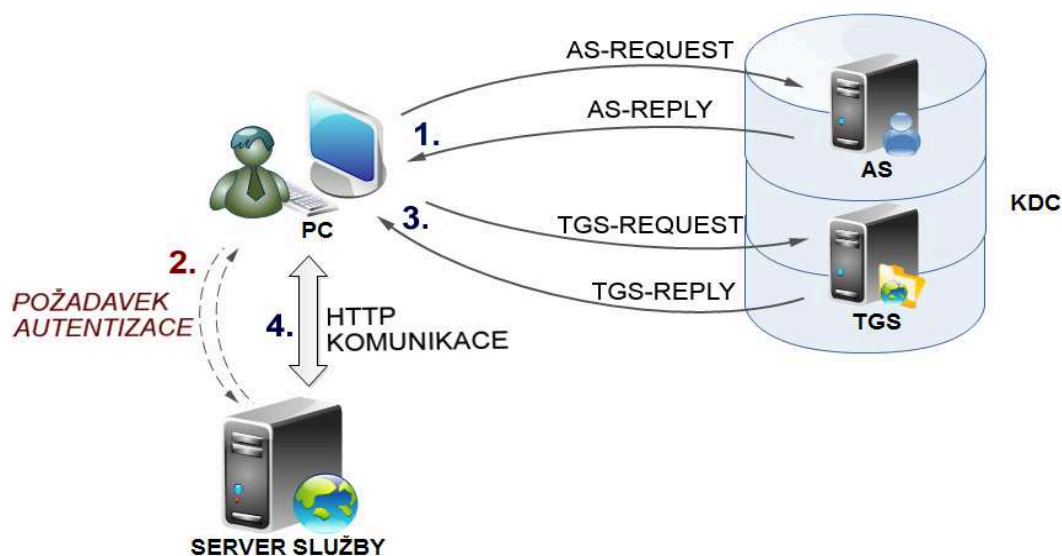 AS-REQUEST
AS-REPLY
1.
AS
KDC
PC
3.
TGS-REQUEST
TGS-REPLY
TGS
2.
POŽADAVEK
AUTENTIZACE
4.
HTTP
KOMUNIKACE
SERVER SLUŽBY